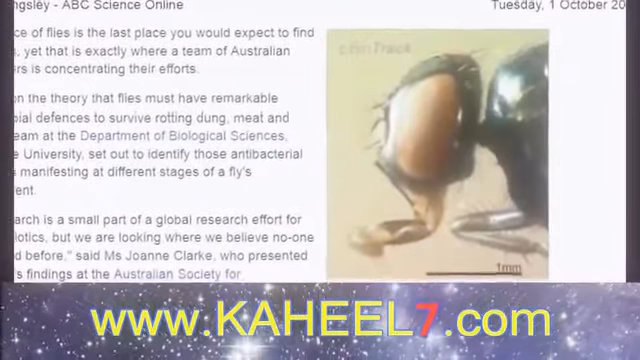 ngsley - ABC Science Online
Tuesday, 1 October 20
ce of flies is the last place you would expect to find
, yet that is exactly where a team of Australian
rs is concentrating their efforts.
on the theory that flies must have remarkable
bial defences to survive rotting dung, meat and
eam at the Department of Biological Sciences,
e University, set out to identify those antibacterial
s manifesting at different stages of a fly's
ent.
arch is a small part of a global research effort for
iotics, but we are looking where we believe no-one
d before," said Ms Joanne Clarke, who presented
's findings at the Australian Society for
1mm
www.KAHEEL7.com